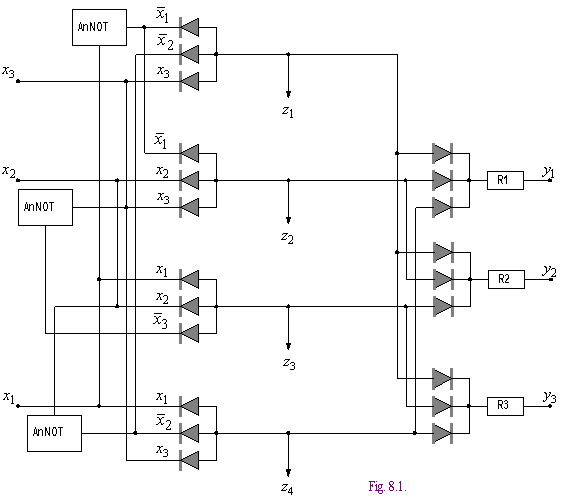 AnNOT
x̅1
x̅2
x3
x3
z1
x̅1
x2
x3
x2
AnNOT
z2
R1
y1
x1
x2
x̅3
z3
R2
y2
x1
x1
x̅2
x3
AnNOT
z4
R3
y3
Fig. 8.1.